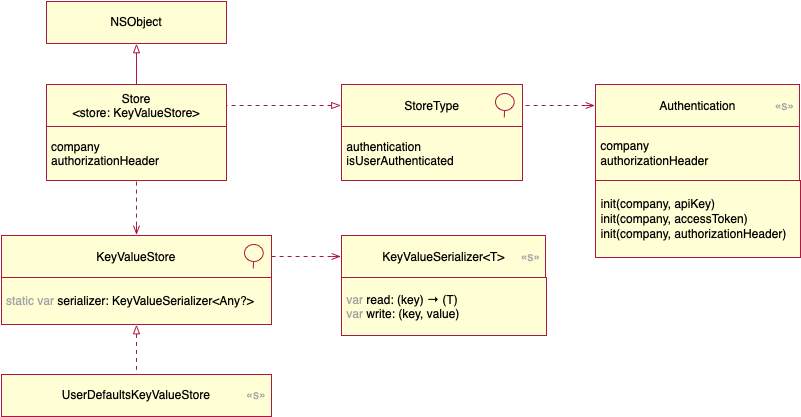 NSObject
Store
<store: KeyValueStore>
company
authorizationHeader
StoreType
authentication
isUserAuthenticated
Authentication «s»
company
authorizationHeader
init(company, apiKey)
init(company, accessToken)
init(company, authorizationHeader)
KeyValueStore
static var serializer: KeyValueSerializer<Any?>
KeyValueSerializer<T> «s»
var read: (key) → (T)
var write: (key, value)
UserDefaultsKeyValueStore «s»